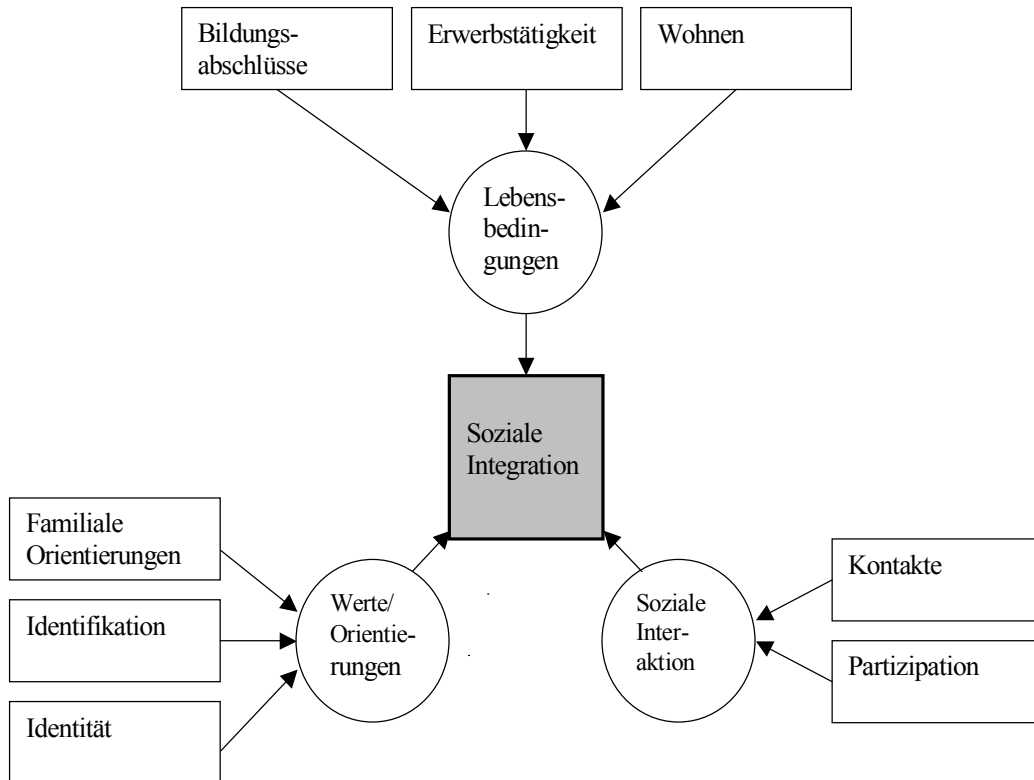 Bildungs-
abschlüsse
Erwerbstätigkeit
Wohnen
Lebens-
bedin-
gungen
Soziale
Integration
Familiale
Orientierungen
Identifikation
Identität
Werte/
Orientie-
rungen
Soziale
Inter-
aktion
Kontakte
Partizipation